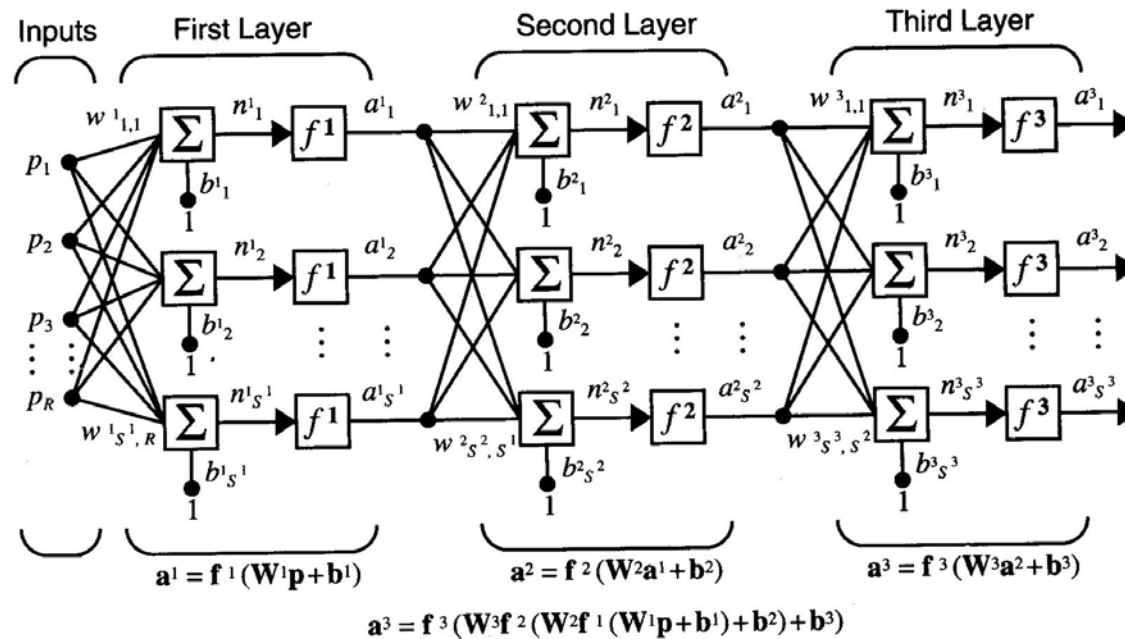 Inputs First Layer Second Layer Third Layer
w¹₁,₁ n¹₁ a¹₁ w²₁,₁ n²₁ a²₁ w³₁,₁ n³₁ a³₁
Σ f¹ Σ f² Σ f³
p₁ b¹₁ b²₁ b³₁
1 1 1
p₂ n¹₂ a¹₂ n²₂ a²₂ n³₂ a³₂
Σ f¹ Σ f² Σ f³
p₃ b¹₂ b²₂ b³₂
1 1 1
p_R n¹_S¹ a¹_S¹ n²_S² a²_S² n³_S³ a³_S³
Σ f¹ Σ f² Σ f³
w¹_S¹,R w²_S²,S¹ w³_S³,S²
b¹_S¹ b²_S² b³_S³
1 1 1
a¹ = f¹(W¹p+b¹) a² = f²(W²a¹+b²) a³ = f³(W³a²+b³)
a³ = f³(W³f²(W²f¹(W¹p+b¹)+b²)+b³)